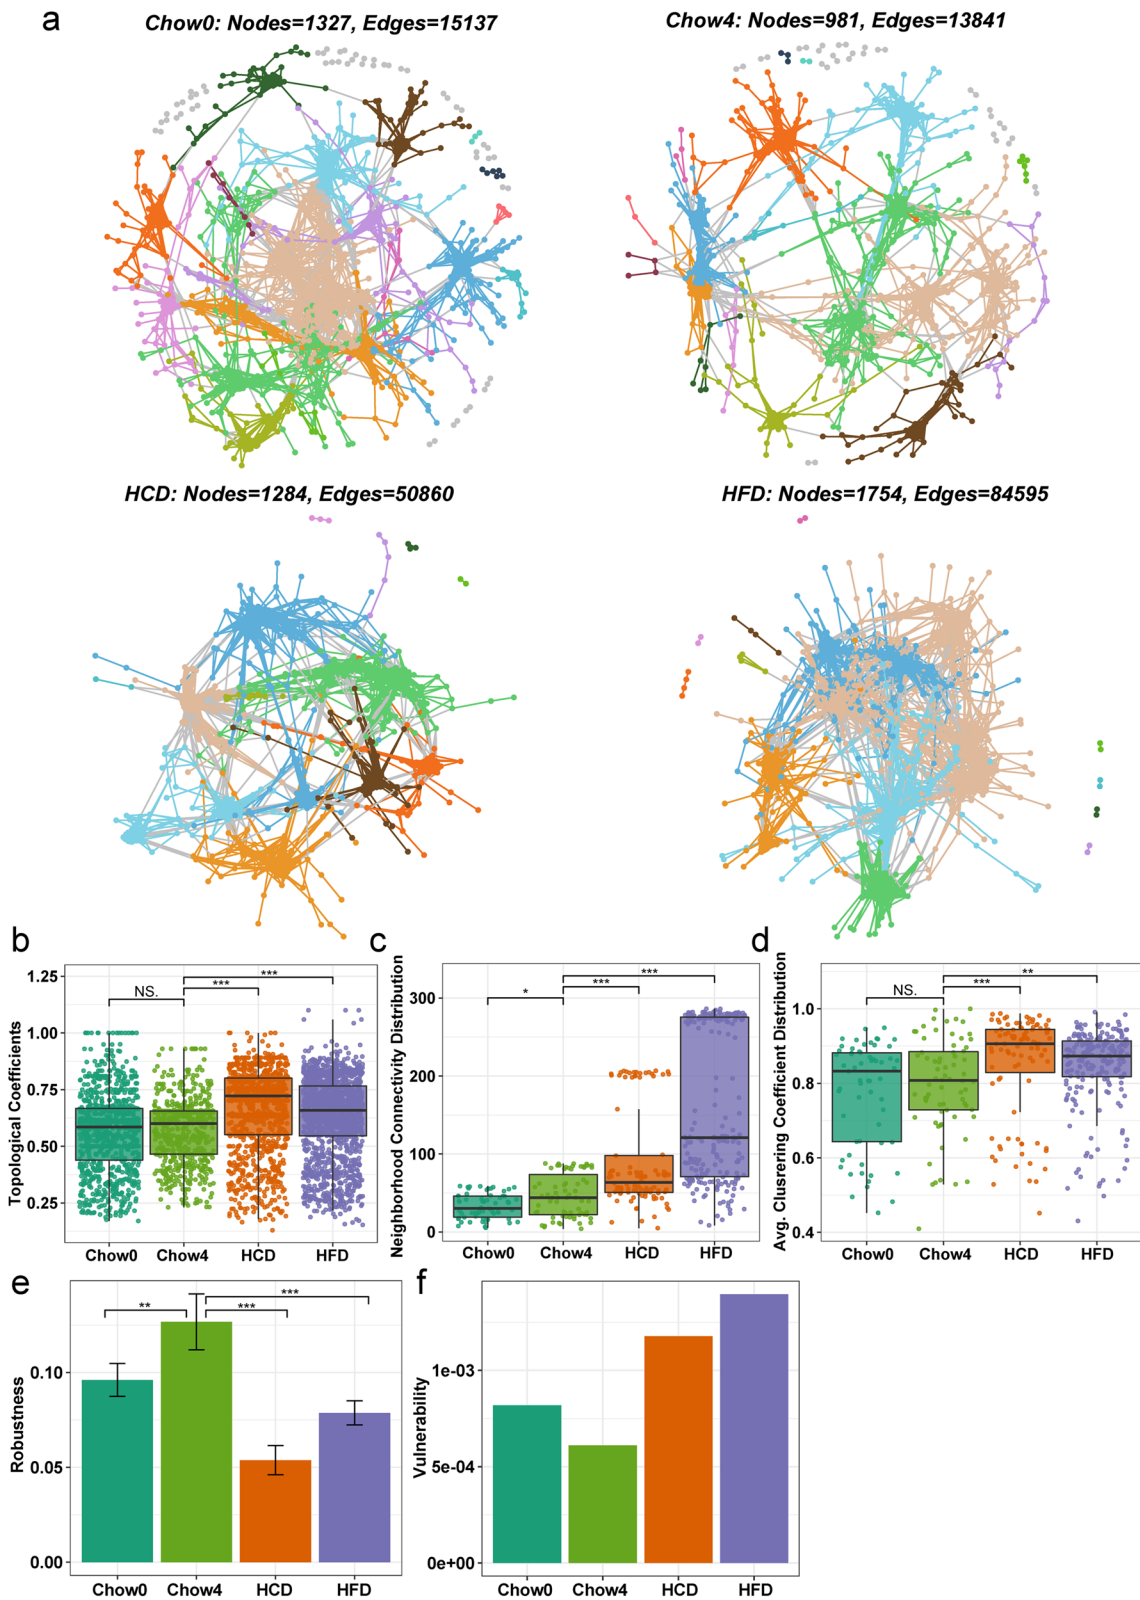 a
Chow0: Nodes=1327, Edges=15137
Chow4: Nodes=981, Edges=13841
HCD: Nodes=1284, Edges=50860
HFD: Nodes=1754, Edges=84595
b
Topological Coefficients
1.25
1.00
0.75
0.50
0.25
NS.
***
***
Chow0 Chow4 HCD HFD
c
Neighborhood Connectivity Distribution
300
200
100
0
*
***
***
Chow0 Chow4 HCD HFD
d
Avg. Clusrering Coefficient Distribution
1.0
0.8
0.6
0.4
NS.
***
**
Chow0 Chow4 HCD HFD
e
Robustness
0.10
0.05
0.00
**
***
***
Chow0 Chow4 HCD HFD
f
Vulnerability
1e-03
5e-04
0e+00
Chow0 Chow4 HCD HFD